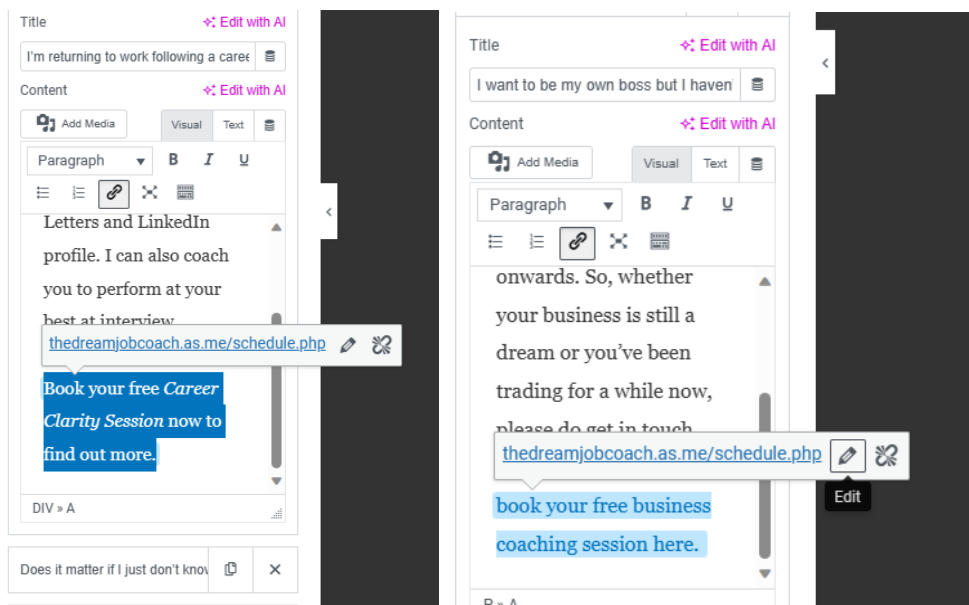 Title
Edit with AI
I'm returning to work following a caree
Content
Edit with AI
Add Media
Visual
Text
Paragraph
B
I
U
Letters and LinkedIn
profile. I can also coach
you to perform at your
best at interview
thedreamjobcoach.as.me/schedule.php
Book your free Career
Clarity Session now to
find out more.
DIV » A
Does it matter if I just don't know
Title
Edit with AI
I want to be my own boss but I haven'
Content
Edit with AI
Add Media
Visual
Text
Paragraph
B
I
U
onwards. So, whether
your business is still a
dream or you've been
trading for a while now,
please do get in touch
thedreamjobcoach.as.me/schedule.php
Edit
book your free business
coaching session here.
P » A